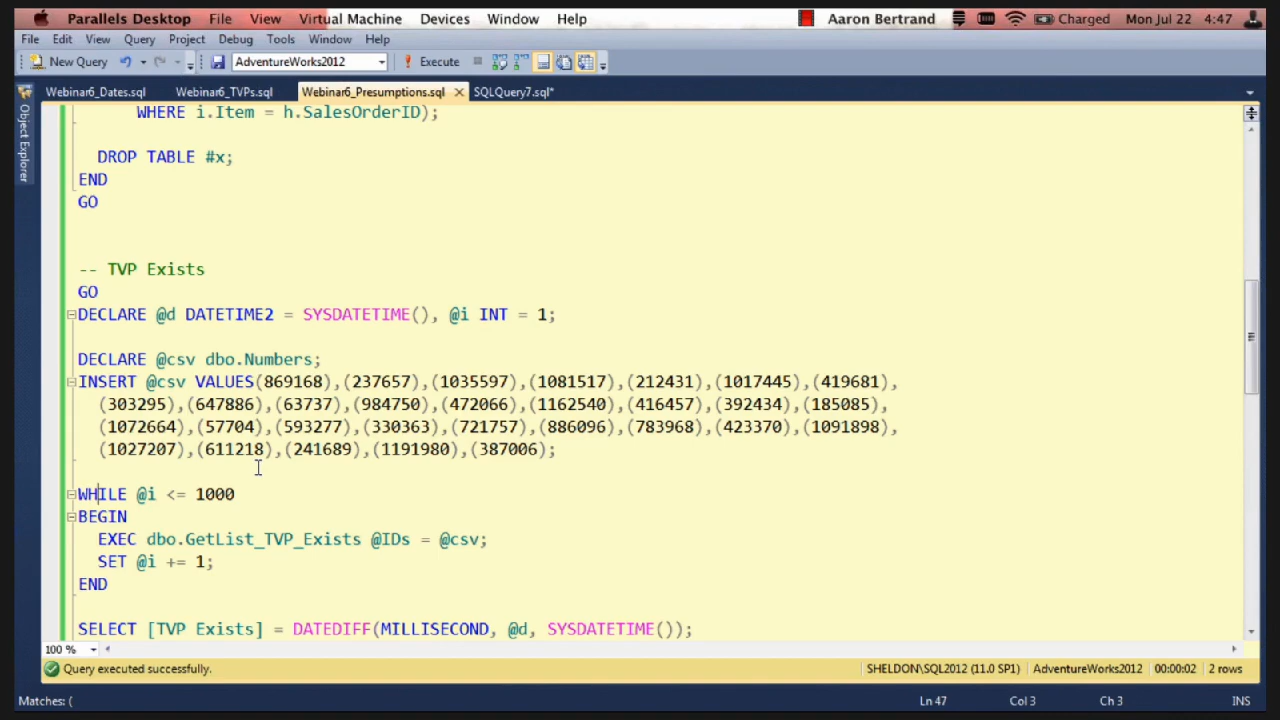 Parallels Desktop File View Virtual Machine Devices Window Help Aaron Bertrand Charged Mon Jul 22 4:47
File Edit View Query Project Debug Tools Window Help
New Query AdventureWorks2012 Execute
Webinar6_Dates.sql Webinar6_TVPs.sql Webinar6_Presumptions.sql SQLQuery7.sql*
Object Explorer
WHERE i.Item = h.SalesOrderID);
DROP TABLE #x;
END
GO
-- TVP Exists
GO
DECLARE @d DATETIME2 = SYSDATETIME(), @i INT = 1;
DECLARE @csv dbo.Numbers;
INSERT @csv VALUES(869168),(237657),(1035597),(1081517),(212431),(1017445),(419681),
(303295),(647886),(63737),(984750),(472066),(1162540),(416457),(392434),(185085),
(1072664),(57704),(593277),(330363),(721757),(886096),(783968),(423370),(1091898),
(1027207),(611218),(241689),(1191980),(387006);
WHILE @i <= 1000
BEGIN
EXEC dbo.GetList_TVP_Exists @IDs = @csv;
SET @i += 1;
END
SELECT [TVP Exists] = DATEDIFF(MILLISECOND, @d, SYSDATETIME());
100 %
Query executed successfully. SHELDON\SQL2012 (11.0 SP1) AdventureWorks2012 00:00:02 2 rows
Matches: ( Ln 47 Col 3 Ch 3 INS